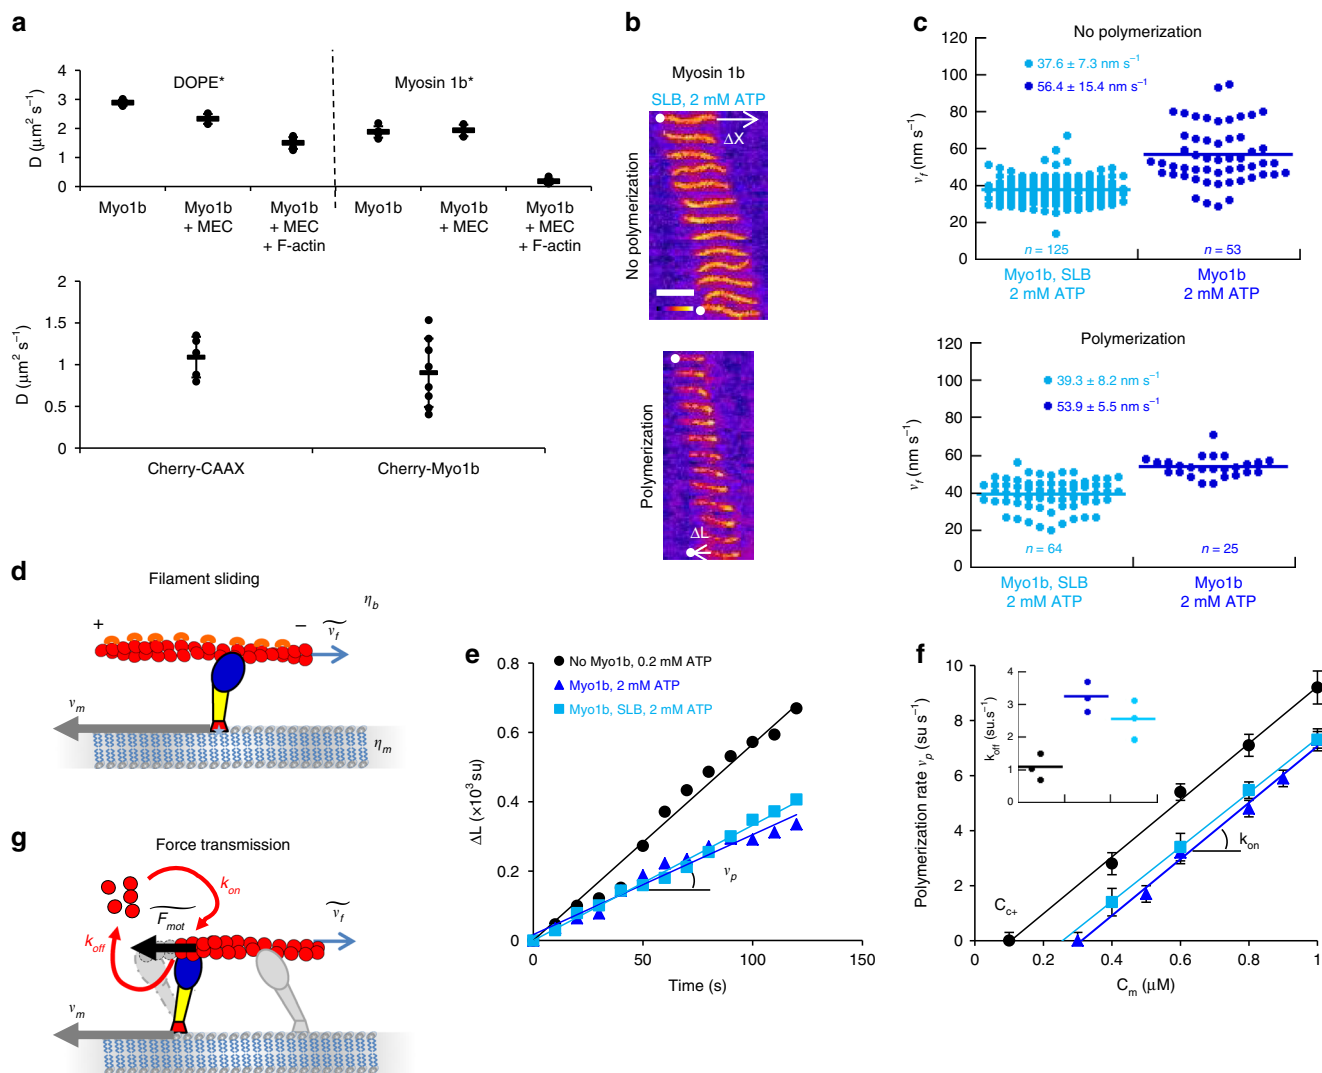 a
4
3
2
1
0
D (μm² s⁻¹)
DOPE*
Myosin 1b*
Myo1b
Myo1b
+ MEC
Myo1b
+ MEC
+ F-actin
Myo1b
Myo1b
+ MEC
Myo1b
+ MEC
+ F-actin
1.5
1
0.5
0
D (μm² s⁻¹)
Cherry-CAAX
Cherry-Myo1b
b
Myosin 1b
SLB, 2 mM ATP
ΔX
No polymerization
Polymerization
ΔL
c
No polymerization
120
100
80
60
40
20
0
v_f (nm s⁻¹)
37.6 ± 7.3 nm s⁻¹
56.4 ± 15.4 nm s⁻¹
n = 125
n = 53
Myo1b, SLB
2 mM ATP
Myo1b
2 mM ATP
Polymerization
120
100
80
60
40
20
0
v_f (nm s⁻¹)
39.3 ± 8.2 nm s⁻¹
53.9 ± 5.5 nm s⁻¹
n = 64
n = 25
Myo1b, SLB
2 mM ATP
Myo1b
2 mM ATP
d
Filament sliding
η_b
+
−
ṽ_f
v_m
η_m
e
0.8
0.6
0.4
0.2
0
ΔL (×10³ su)
No Myo1b, 0.2 mM ATP
Myo1b, 2 mM ATP
Myo1b, SLB, 2 mM ATP
v_p
0
50
100
150
Time (s)
f
10
8
6
4
2
0
Polymerization rate v_p (su s⁻¹)
4
3
2
1
0
k_off (su.s⁻¹)
k_on
C_c+
0.2
0.4
0.6
0.8
1
C_m (μM)
g
Force transmission
k_on
F̃_mot
ṽ_f
k_off
v_m